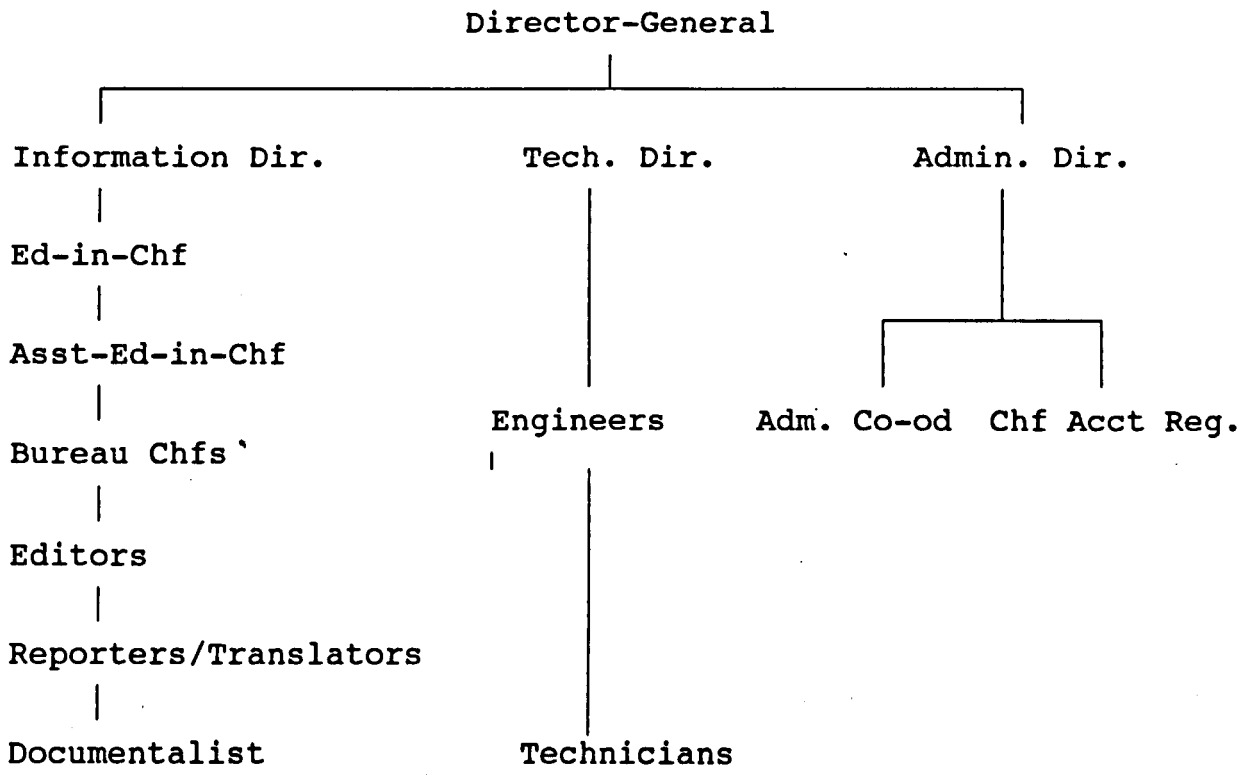 Director-General
Information Dir. Tech. Dir. Admin. Dir.
Ed-in-Chf
Asst-Ed-in-Chf
Engineers Adm. Co-od Chf Acct Reg.
Bureau Chfs
Editors
Reporters/Translators
Documentalist Technicians